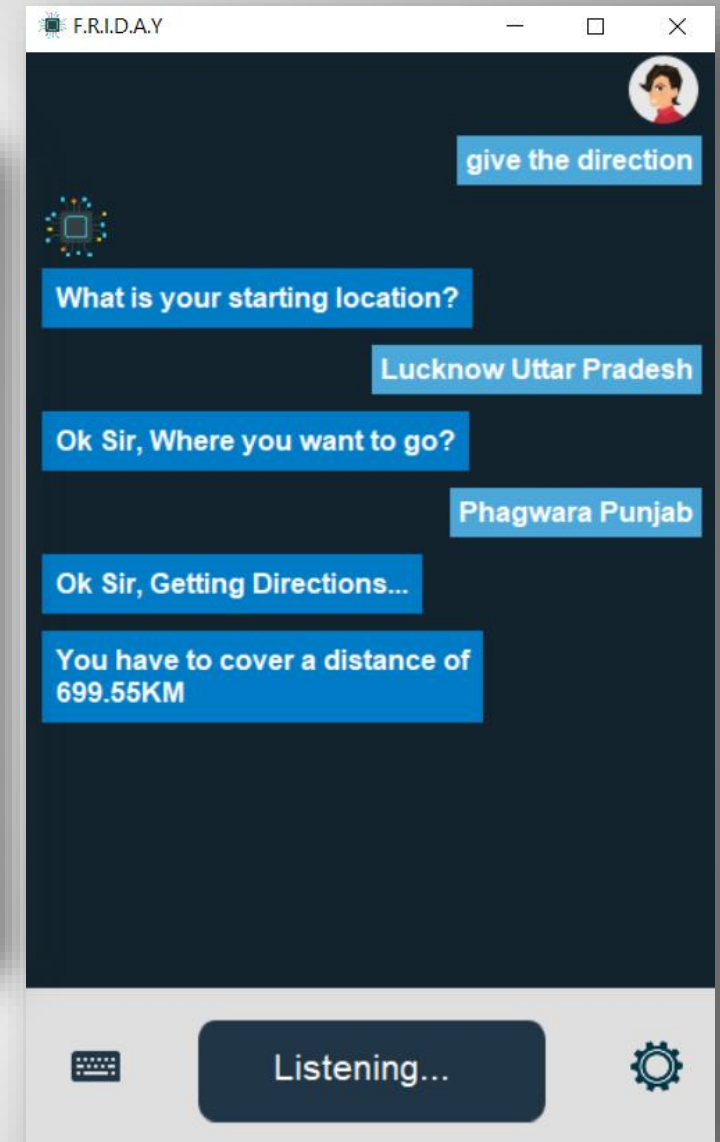 F.R.I.D.A.Y
give the direction
What is your starting location?
Lucknow Uttar Pradesh
Ok Sir, Where you want to go?
Phagwara Punjab
Ok Sir, Getting Directions...
You have to cover a distance of
699.55KM
Listening...